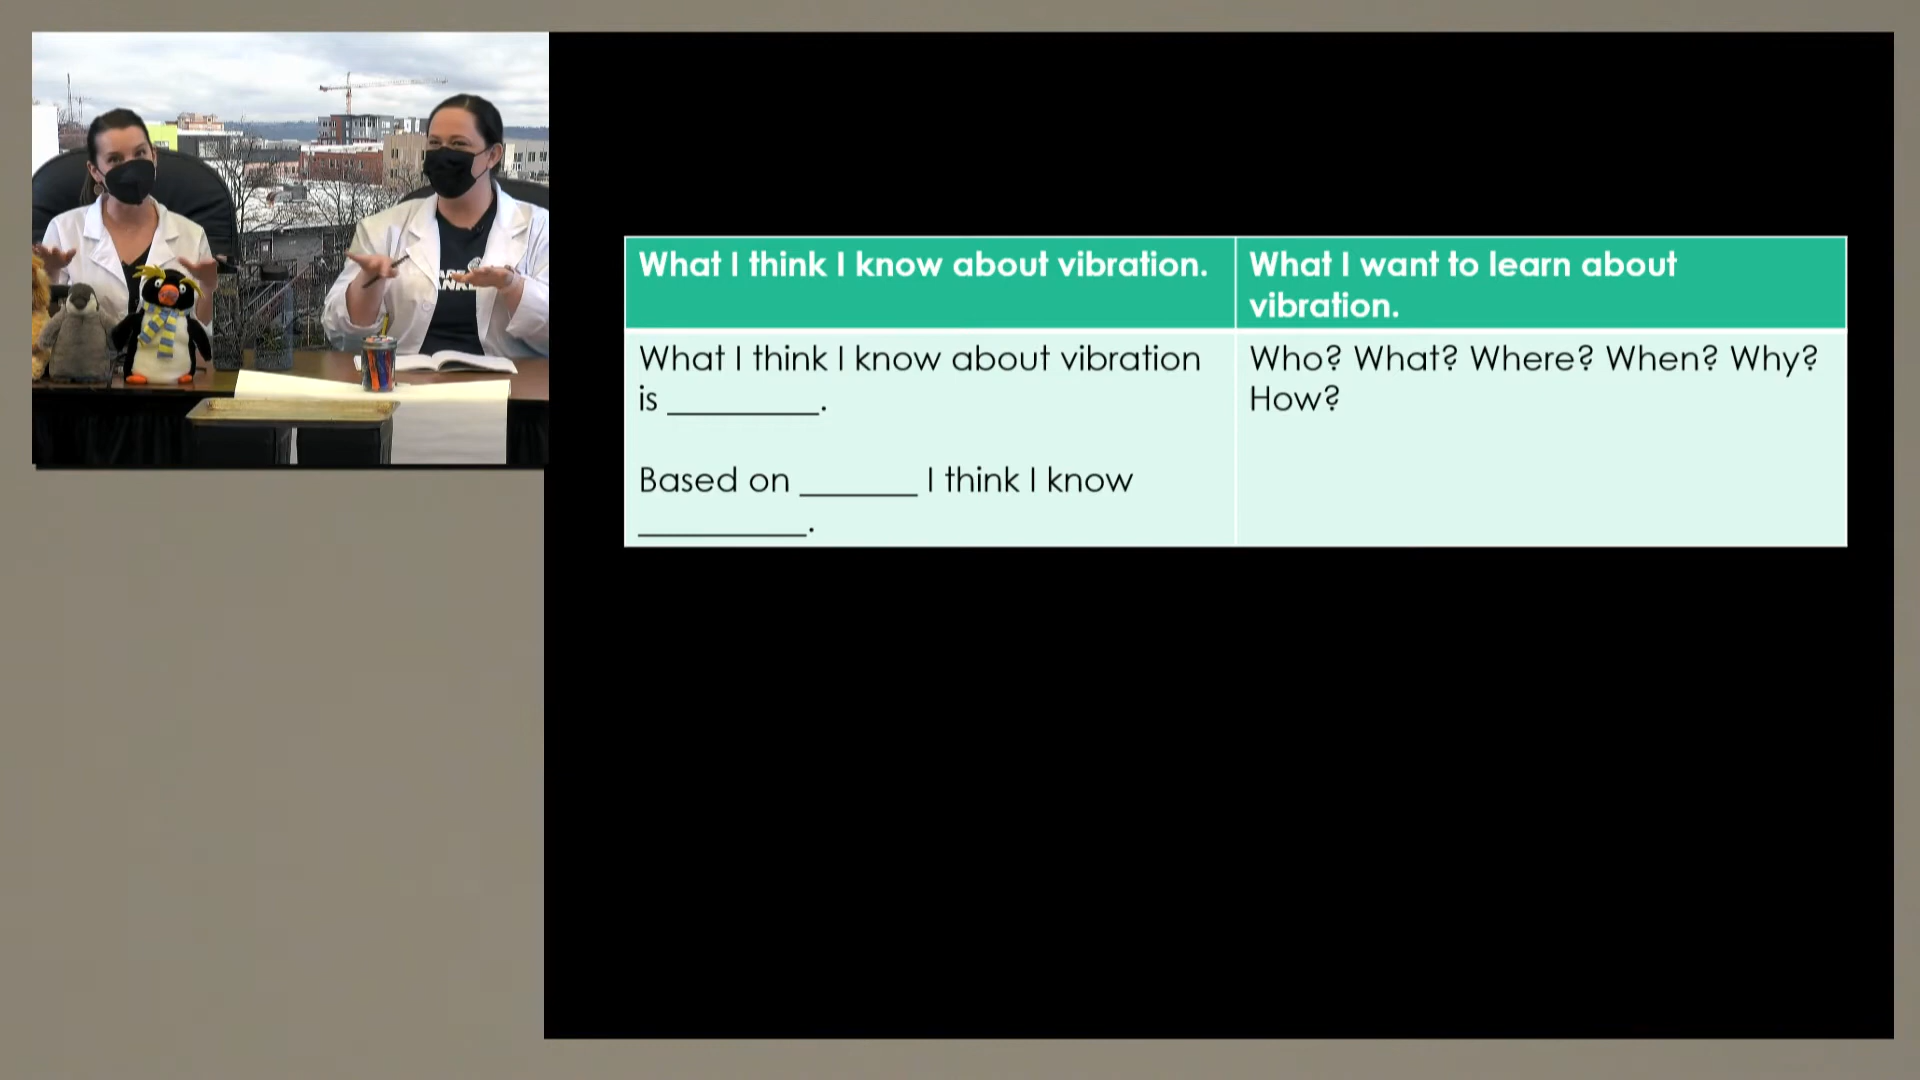 What I think I know about vibration.
What I want to learn about
vibration.
What I think I know about vibration
is _________.
Based on _______ I think I know
__________.
Who? What? Where? When? Why?
How?